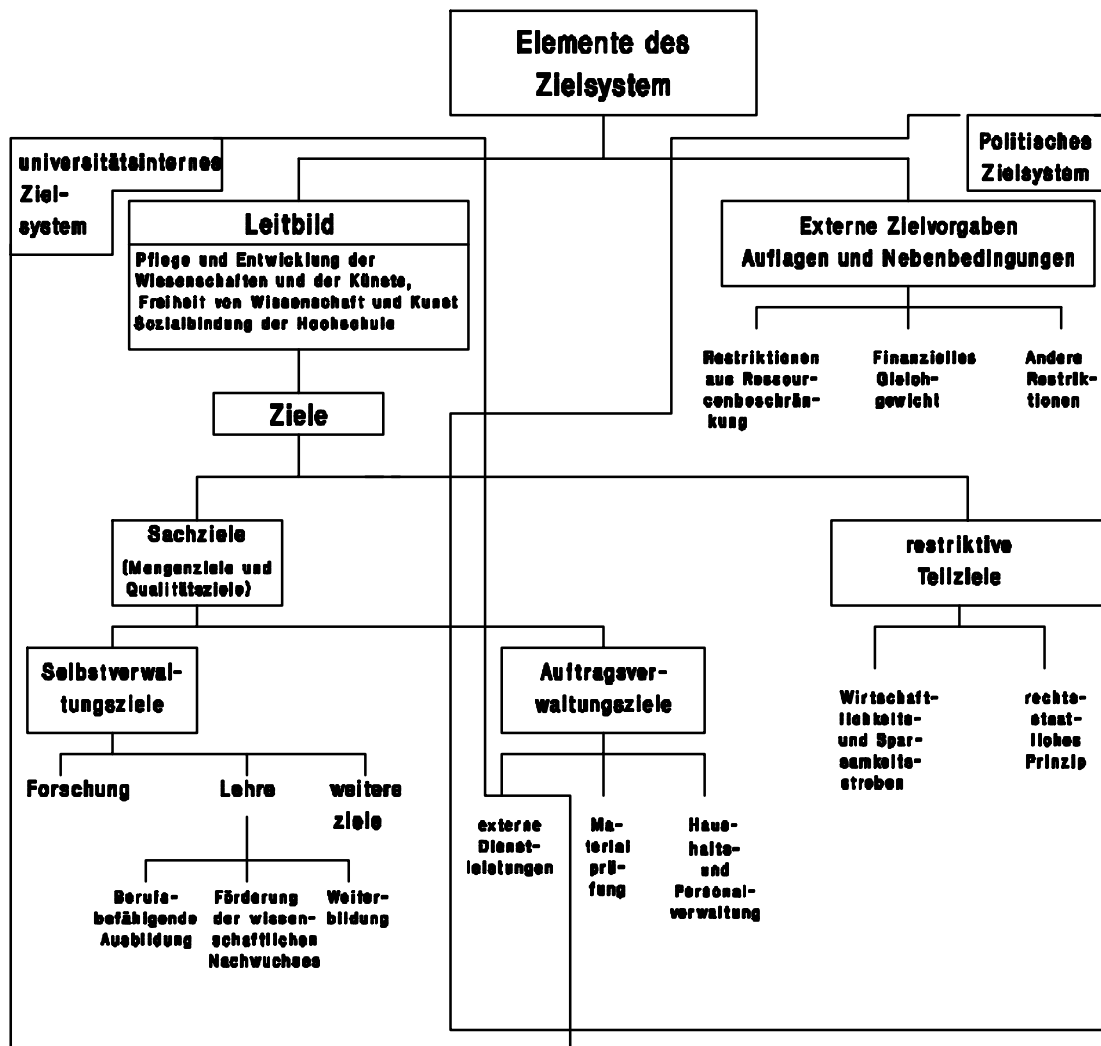 Elemente des
Zielsystem
universitätsinternes
Ziel-
system
Politisches
Zielsystem
Leitbild
Pflege und Entwicklung der
Wissenschaften und der Künste,
Freiheit von Wissenschaft und Kunst
Sozialbindung der Hochschule
Externe Zielvorgaben
Auflagen und Nebenbedingungen
Restriktionen
aus Ressour-
cenbeschrän-
kung
Finanzielles
Gleich-
gewicht
Andere
Restrik-
tionen
Ziele
Sachziele
(Mengenziele und
Qualitätsziele)
restriktive
Teilziele
Selbstverwal-
tungsziele
Auftragsver-
waltungsziele
Wirtschaft-
lichkeits-
und Spar-
samkeits-
streben
rechts-
staat-
liches
Prinzip
Forschung
Lehre
weitere
ziele
externe
Dienst-
leistungen
Ma-
terial
prü-
fung
Haus-
halts-
und
Personal-
verwaltung
Berufs-
befähigende
Ausbildung
Förderung
der wissen-
schaftlichen
Nachwuchses
Weiter-
bildung